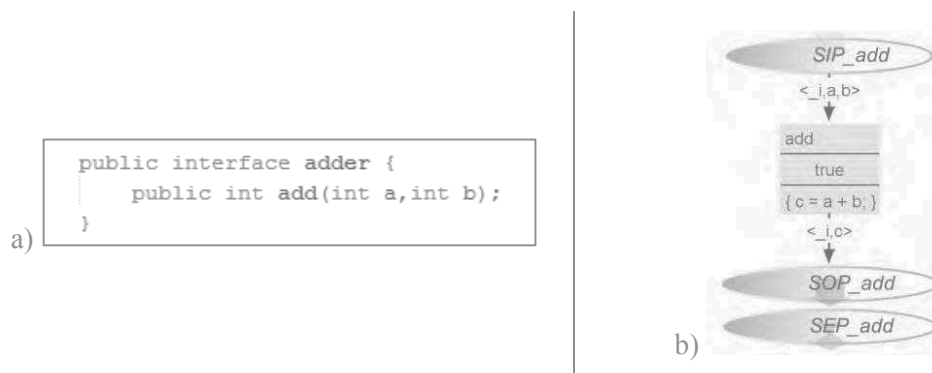 public interface adder {
public int add(int a,int b);
}
a)
SIP_add
<_i,a,b>
add
true
{ c = a + b; }
<_i,c>
SOP_add
SEP_add
b)